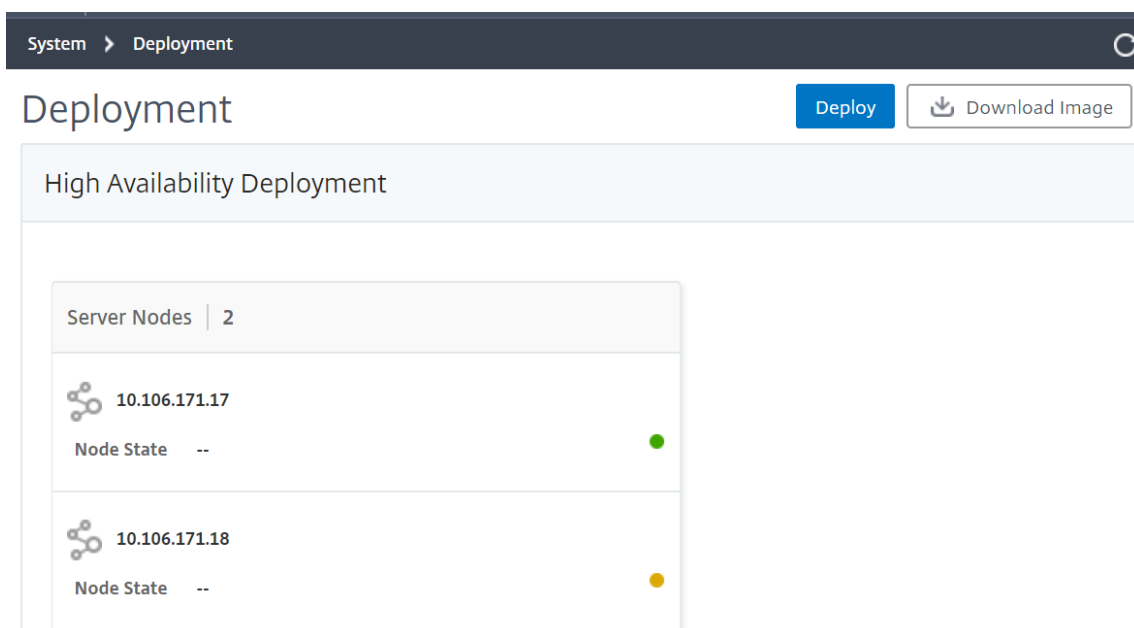 System > Deployment
Deployment
Deploy
Download Image
High Availability Deployment
Server Nodes | 2
10.106.171.17
Node State --
10.106.171.18
Node State --